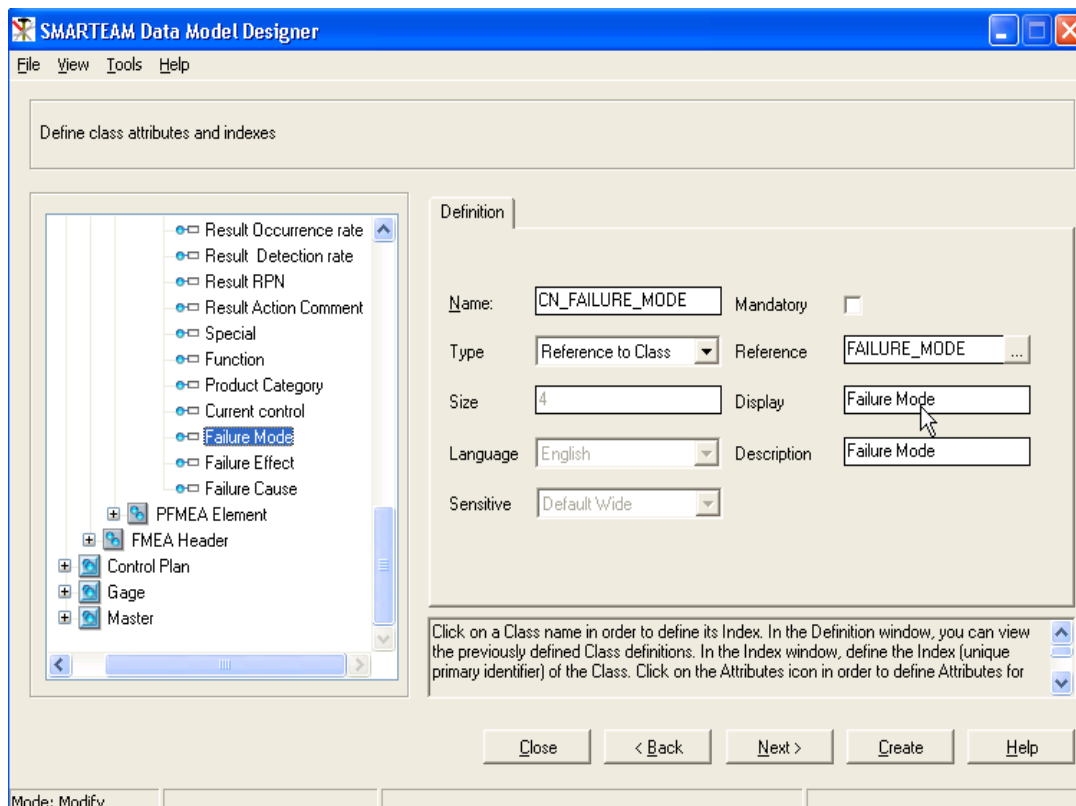 SMARTEAM Data Model Designer
File View Tools Help
Define class attributes and indexes
Result Occurrence rate
Result Detection rate
Result RPN
Result Action Comment
Special
Function
Product Category
Current control
Failure Mode
Failure Effect
Failure Cause
PFMEA Element
FMEA Header
Control Plan
Gage
Master
Definition
Name: CN_FAILURE_MODE Mandatory
Type Reference to Class Reference FAILURE_MODE ...
Size 4 Display Failure Mode
Language English Description Failure Mode
Sensitive Default Wide
Click on a Class name in order to define its Index. In the Definition window, you can view
the previously defined Class definitions. In the Index window, define the Index (unique
primary identifier) of the Class. Click on the Attributes icon in order to define Attributes for
Close < Back Next > Create Help
Mode: Modify